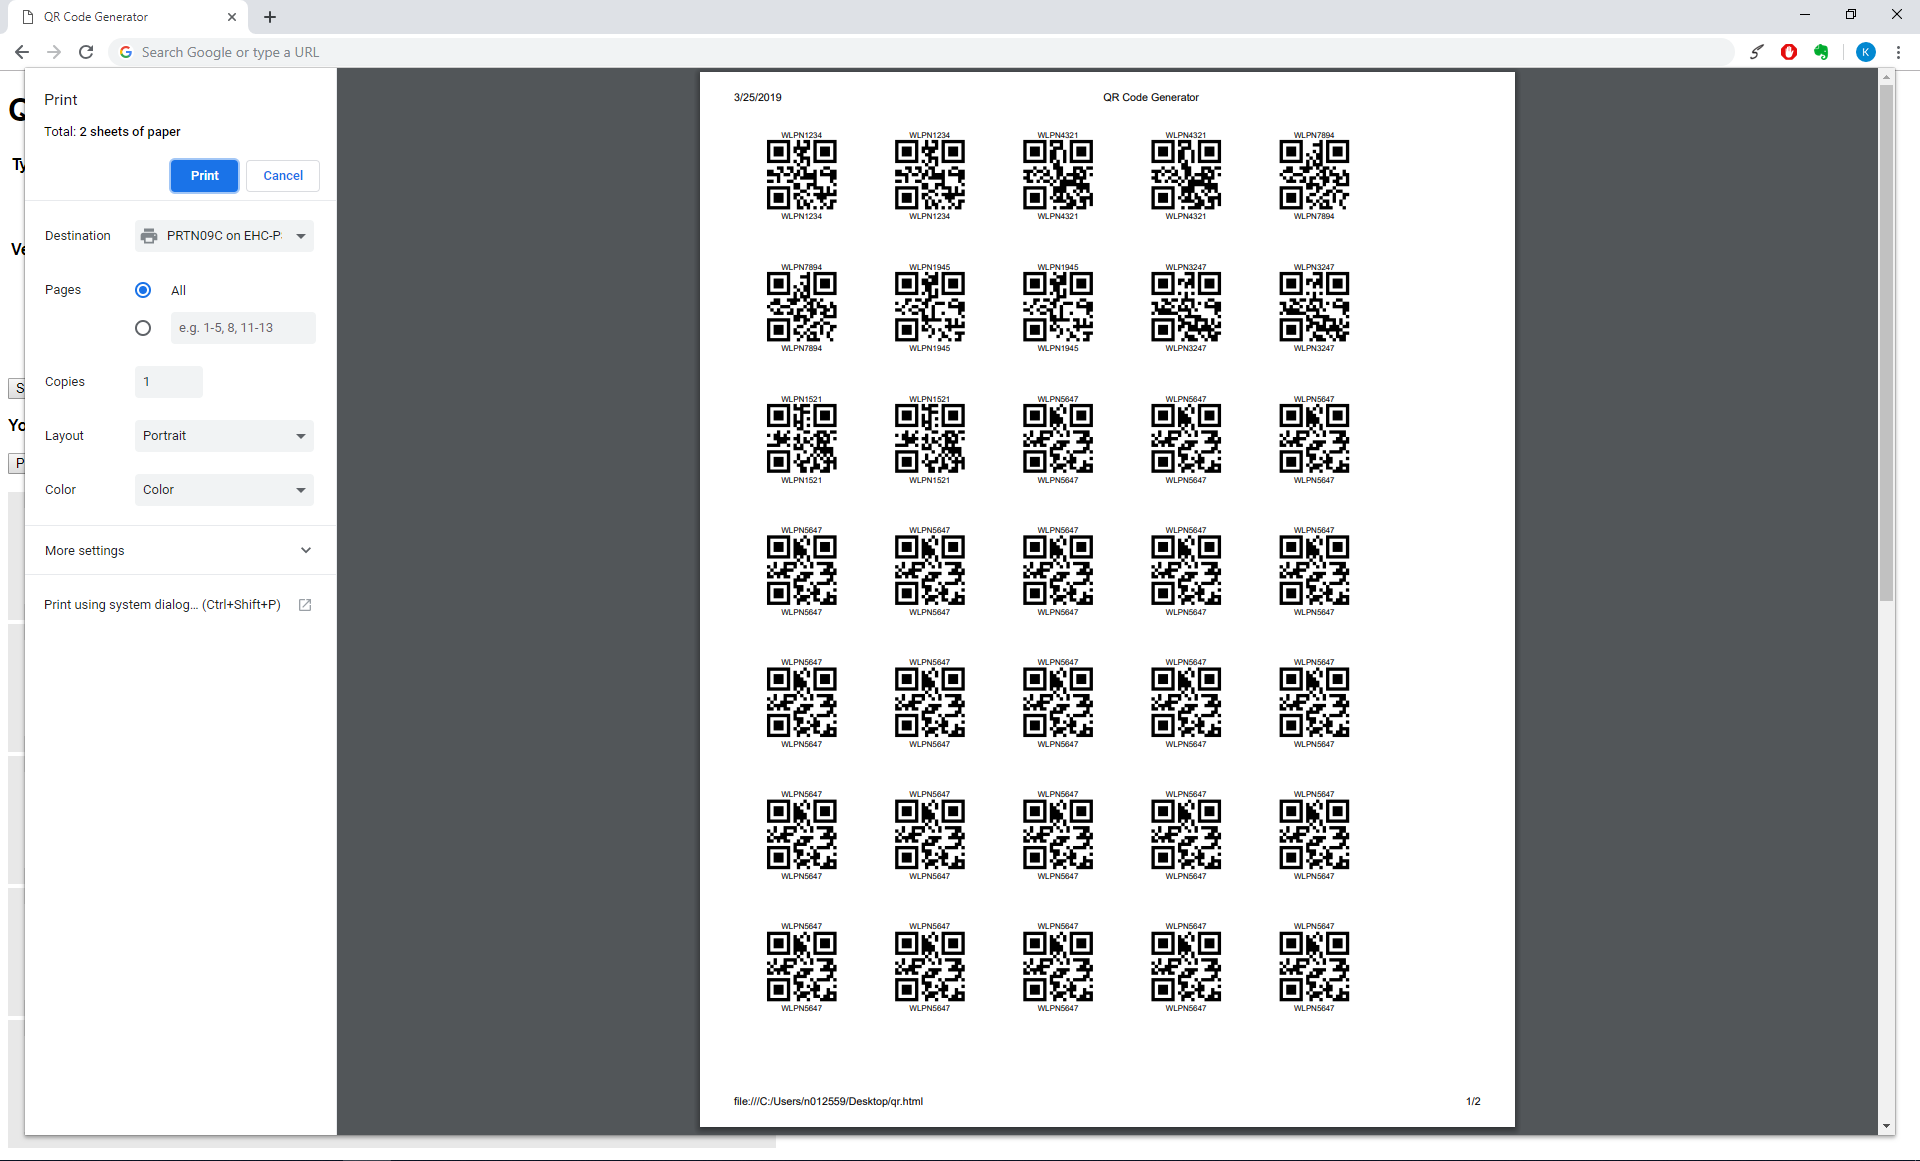 QR Code Generator
Search Google or type a URL
K
Print
Total: 2 sheets of paper
Print
Cancel
Destination
PRTN09C on EHC-P
Pages
All
e.g. 1-5, 8, 11-13
Copies
1
Layout
Portrait
Color
Color
More settings
Print using system dialog... (Ctrl+Shift+P)
Q
Ty
Ve
S
Yo
P
3/25/2019 QR Code Generator
WLPN1234 WLPN1234 WLPN4321 WLPN4321 WLPN7894
WLPN1234 WLPN1234 WLPN4321 WLPN4321 WLPN7894
WLPN7894 WLPN1945 WLPN1945 WLPN3247 WLPN3247
WLPN7894 WLPN1945 WLPN1945 WLPN3247 WLPN3247
WLPN1521 WLPN1521 WLPN5647 WLPN5647 WLPN5647
WLPN1521 WLPN1521 WLPN5647 WLPN5647 WLPN5647
WLPN5647 WLPN5647 WLPN5647 WLPN5647 WLPN5647
WLPN5647 WLPN5647 WLPN5647 WLPN5647 WLPN5647
WLPN5647 WLPN5647 WLPN5647 WLPN5647 WLPN5647
WLPN5647 WLPN5647 WLPN5647 WLPN5647 WLPN5647
WLPN5647 WLPN5647 WLPN5647 WLPN5647 WLPN5647
WLPN5647 WLPN5647 WLPN5647 WLPN5647 WLPN5647
WLPN5647 WLPN5647 WLPN5647 WLPN5647 WLPN5647
WLPN5647 WLPN5647 WLPN5647 WLPN5647 WLPN5647
file:///C:/Users/n012559/Desktop/qr.html 1/2